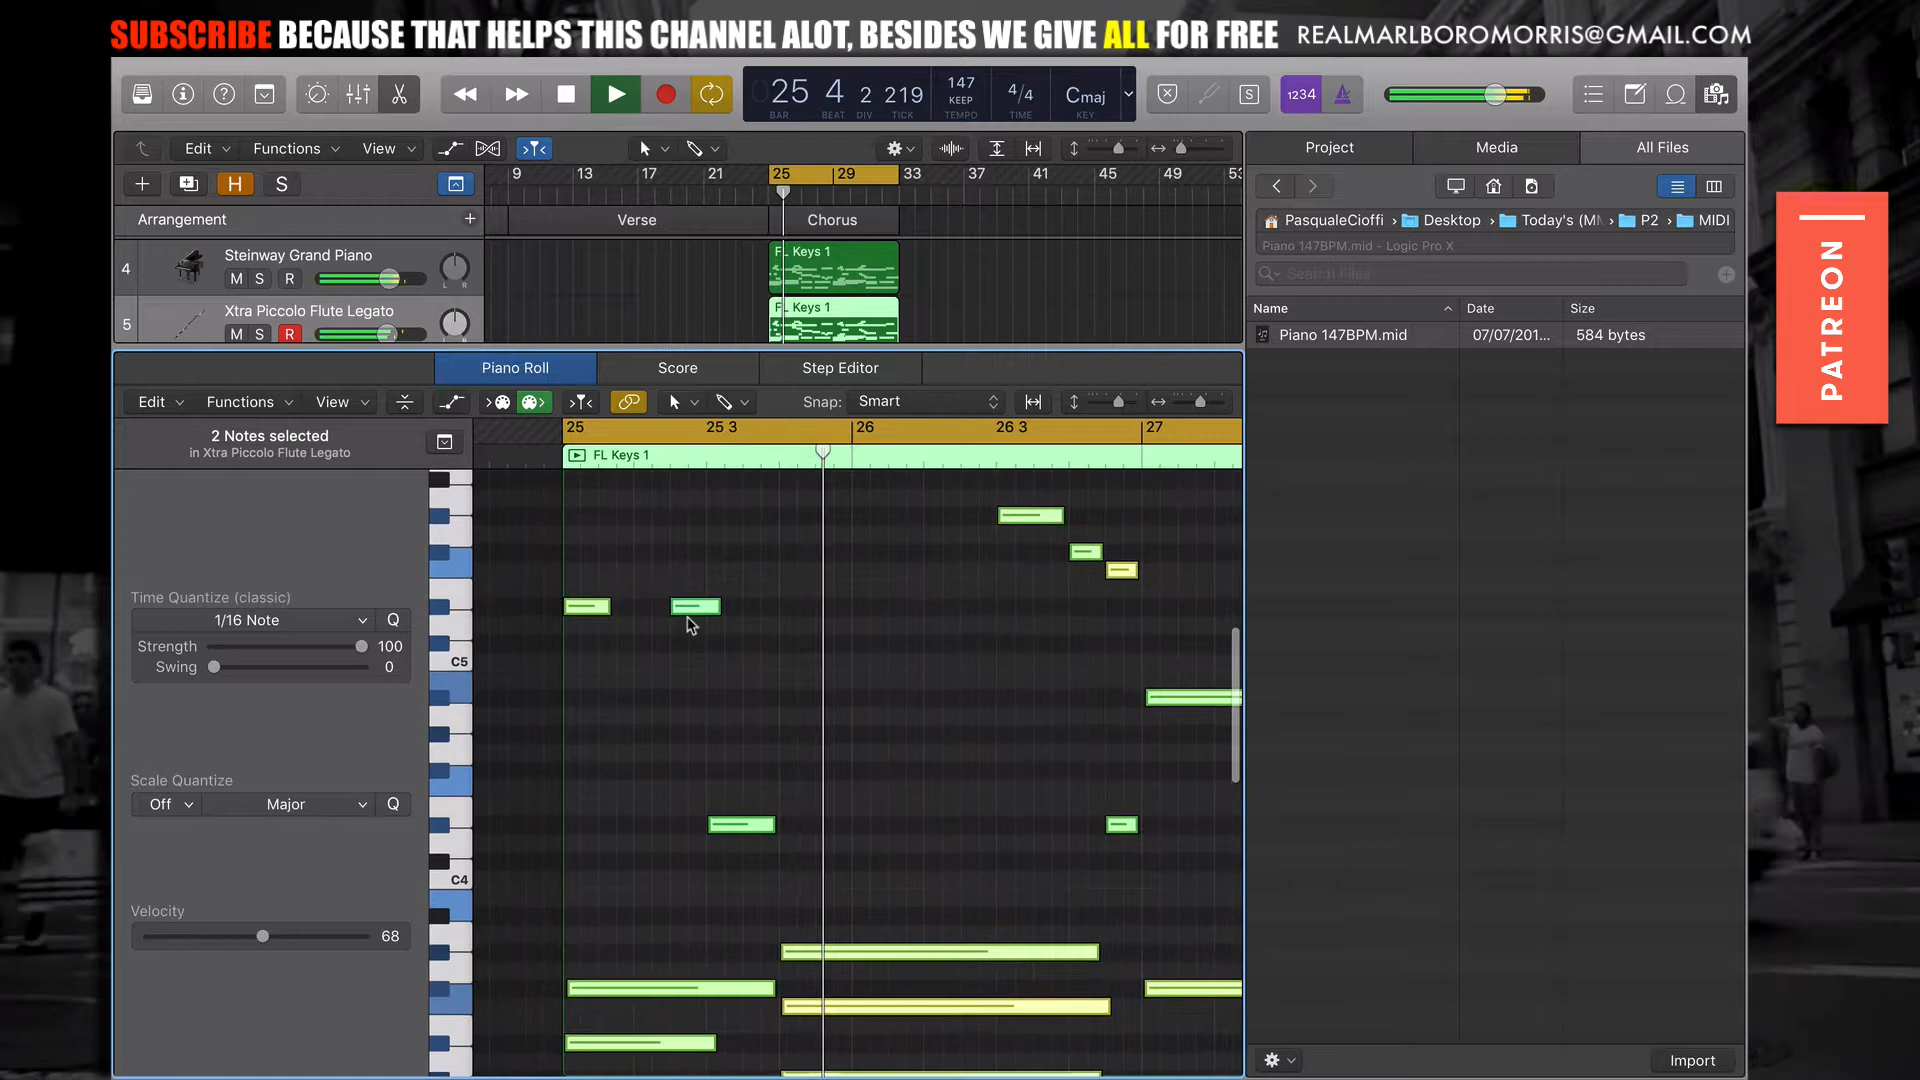 SUBSCRIBE BECAUSE THAT HELPS THIS CHANNEL ALOT, BESIDES WE GIVE ALL FOR FREE REALMARLBOROMORRIS@GMAIL.COM
25 4 2 219 147 KEEP 4/4 Cmaj
BAR BEAT DIV TICK TEMPO TIME KEY
S 1234
Edit Functions View
Project Media All Files
9 13 17 21 25 29 33 37 41 45 49 53
H S
Arrangement Verse Chorus
PasqualeCioffi Desktop Today's (M P2 MIDI
Piano 147BPM.mid - Logic Pro X
Search Files
4 Steinway Grand Piano
M S R
L R
FL Keys 1
5 Xtra Piccolo Flute Legato
M S R
FL Keys 1
Name Date Size
Piano 147BPM.mid 07/07/201... 584 bytes
PATREON
Piano Roll Score Step Editor
Edit Functions View Snap: Smart
2 Notes selected
in Xtra Piccolo Flute Legato
25 25 3 26 26 3 27
FL Keys 1
Time Quantize (classic)
1/16 Note Q
Strength 100
Swing 0
C5
Scale Quantize
Off Major Q
C4
Velocity
68
Import